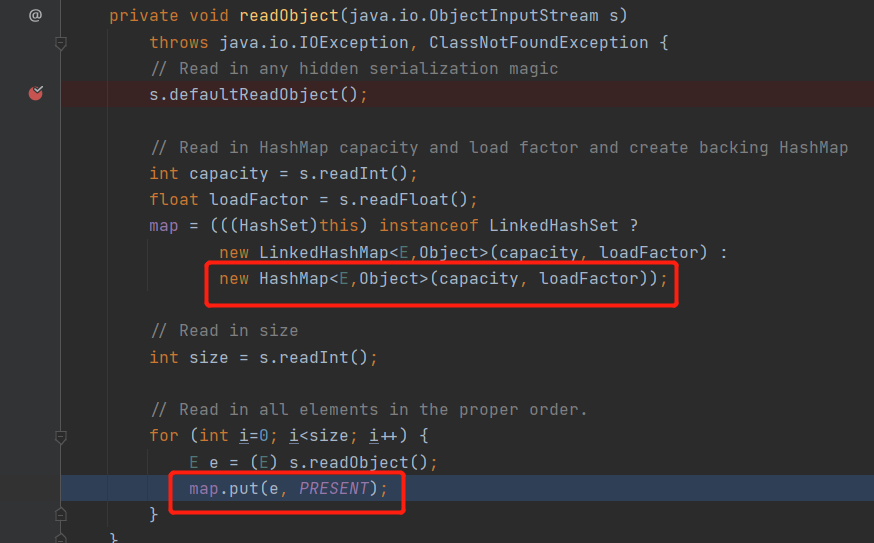 @ private void readObject(java.io.ObjectInputStream s)
throws java.io.IOException, ClassNotFoundException {
// Read in any hidden serialization magic
s.defaultReadObject();
// Read in HashMap capacity and load factor and create backing HashMap
int capacity = s.readInt();
float loadFactor = s.readFloat();
map = (((HashSet)this) instanceof LinkedHashSet ?
new LinkedHashMap<E,Object>(capacity, loadFactor) :
new HashMap<E,Object>(capacity, loadFactor));
// Read in size
int size = s.readInt();
// Read in all elements in the proper order.
for (int i=0; i<size; i++) {
E e = (E) s.readObject();
map.put(e, PRESENT);
}
}